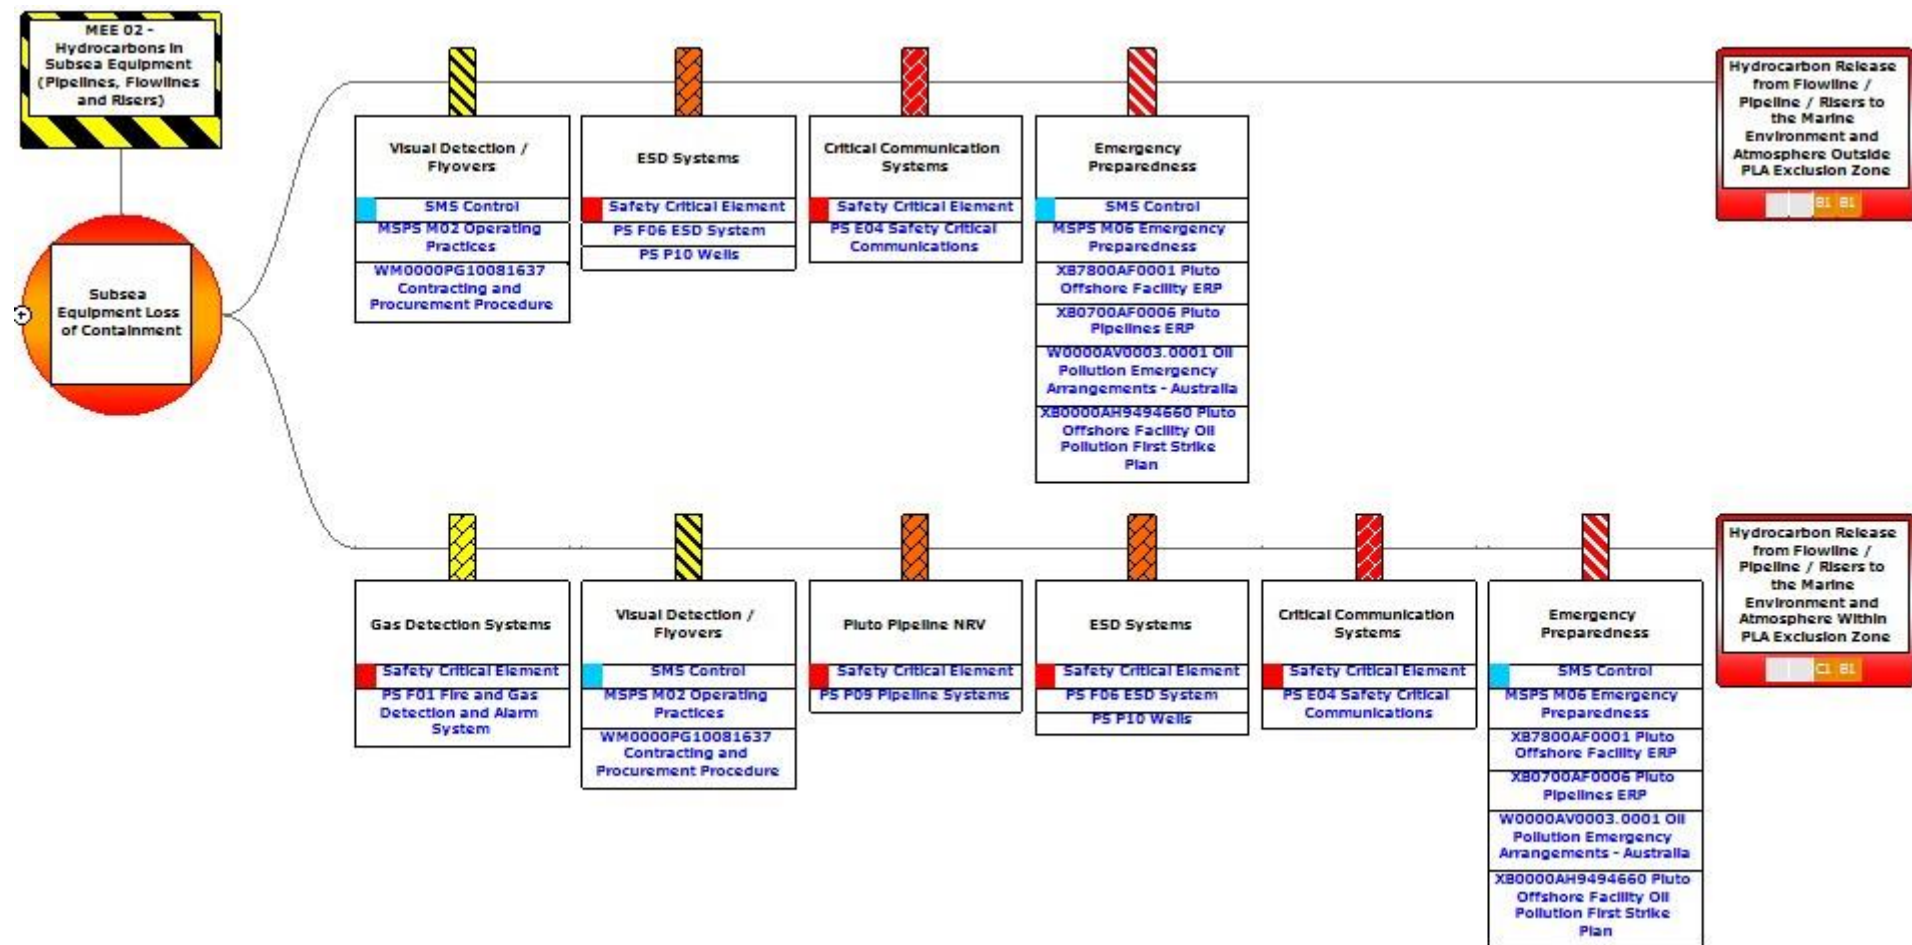 MEE 02 -
Hydrocarbons in
Subsea Equipment
(Pipelines, Flowlines
and Risers)
Subsea
Equipment Loss
of Containment
Visual Detection /
Flyovers
SMS Control
MSPS M02 Operating
Practices
WM0000PG10081637
Contracting and
Procurement Procedure
ESD Systems
Safety Critical Element
PS F06 ESD System
PS P10 Wells
Critical Communication
Systems
Safety Critical Element
PS E04 Safety Critical
Communications
Emergency
Preparedness
SMS Control
MSPS M06 Emergency
Preparedness
XB7800AF0001 Pluto
Offshore Facility ERP
XB0700AF0006 Pluto
Pipelines ERP
W0000AV0003.0001 Oil
Pollution Emergency
Arrangements - Australia
XB0000AH9494660 Pluto
Offshore Facility Oil
Pollution First Strike
Plan
Hydrocarbon Release
from Flowline /
Pipeline / Risers to
the Marine
Environment and
Atmosphere Outside
PLA Exclusion Zone
B1 B1
Gas Detection Systems
Safety Critical Element
PS F01 Fire and Gas
Detection and Alarm
System
Visual Detection /
Flyovers
SMS Control
MSPS M02 Operating
Practices
WM0000PG10081637
Contracting and
Procurement Procedure
Pluto Pipeline NRV
Safety Critical Element
PS P09 Pipeline Systems
ESD Systems
Safety Critical Element
PS F06 ESD System
PS P10 Wells
Critical Communication
Systems
Safety Critical Element
PS E04 Safety Critical
Communications
Emergency
Preparedness
SMS Control
MSPS M06 Emergency
Preparedness
XB7800AF0001 Pluto
Offshore Facility ERP
XB0700AF0006 Pluto
Pipelines ERP
W0000AV0003.0001 Oil
Pollution Emergency
Arrangements - Australia
XB0000AH9494660 Pluto
Offshore Facility Oil
Pollution First Strike
Plan
Hydrocarbon Release
from Flowline /
Pipeline / Risers to
the Marine
Environment and
Atmosphere Within
PLA Exclusion Zone
C1 B1